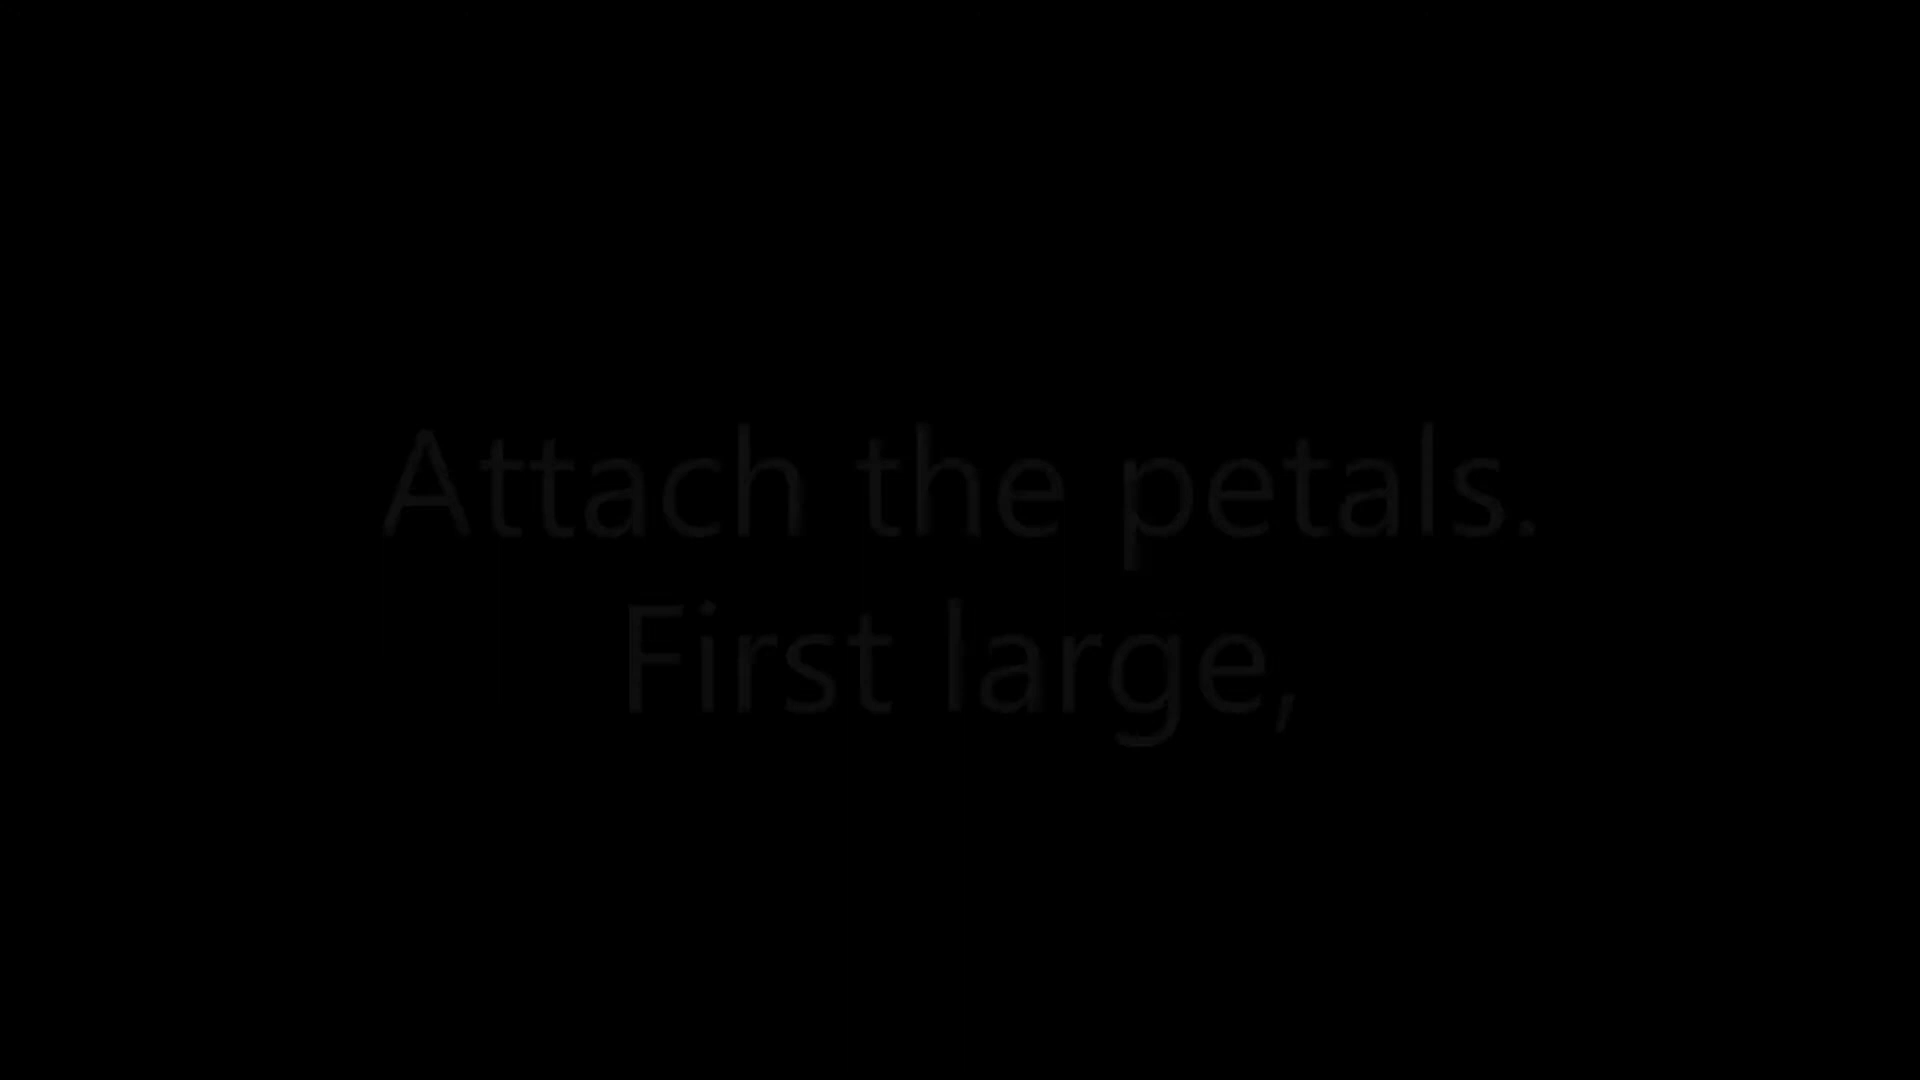 Attach the petals.
First large,